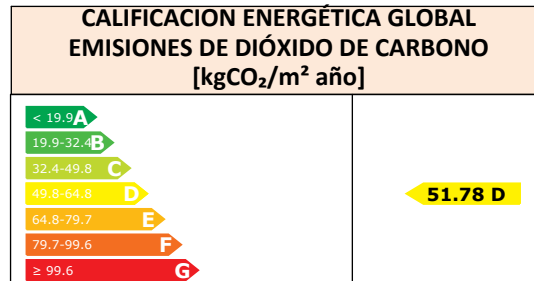 CALIFICACION ENERGÉTICA GLOBAL
EMISIONES DE DIÓXIDO DE CARBONO
[kgCO₂/m² año]
< 19.9 A
19.9-32.4 B
32.4-49.8 C
49.8-64.8 D
51.78 D
64.8-79.7 E
79.7-99.6 F
≥ 99.6 G